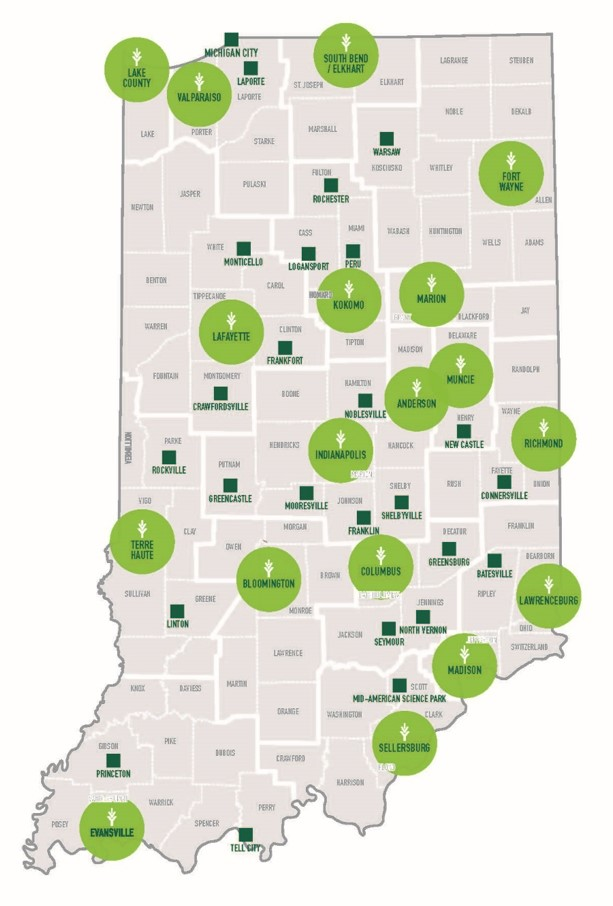 MICHIGAN CITY
SOUTH BEND
/ ELKHART
LAKE
COUNTY
LAPORTE
LAGRANGE
STEUBEN
VALPARAISO
LAPORTE
ST. JOSEPH
ELKHART
LAKE
PORTER
STARKE
MARSHALL
NOBLE
DEKALB
WARSAW
KOSCIUSKO
WHITLEY
FORT
WAYNE
ALLEN
NEWTON
JASPER
PULASKI
FULTON
ROCHESTER
WHITE
MONTICELLO
CASS
LOGANSPORT
MIAMI
PERU
WABASH
HUNTINGTON
WELLS
ADAMS
BENTON
TIPPECANOE
CAROL
HOWARD
KOKOMO
MARION
BLACKFORD
JAY
WARREN
LAFAYETTE
CLINTON
FRANKFORT
TIPTON
MADISON
DELAWARE
FOUNTAIN
MONTGOMERY
CRAWFORDSVILLE
BOONE
HAMILTON
NOBLESVILLE
ANDERSON
MUNCIE
RANDOLPH
HENRY
NEW CASTLE
WAYNE
RICHMOND
PARKE
ROCKVILLE
PUTNAM
GREENCASTLE
HENDRICKS
INDIANAPOLIS
HANCOCK
MOORESVILLE
JOHNSON
FRANKLIN
SHELBY
SHELBYVILLE
RUSH
FAYETTE
CONNERSVILLE
UNION
VIGO
TERRE
HAUTE
CLAY
OWEN
MORGAN
BLOOMINGTON
MONROE
BROWN
COLUMBUS
DECATUR
GREENSBURG
BATESVILLE
FRANKLIN
DEARBORN
RIPLEY
LAWRENCEBURG
OHIO
SWITZERLAND
SULLIVAN
GREENE
LINTON
JENNINGS
NORTH VERNON
JACKSON
SEYMOUR
LAWRENCE
MADISON
KNOX
DAVIESS
MARTIN
ORANGE
WASHINGTON
SCOTT
MID-AMERICAN SCIENCE PARK
CLARK
SELLERSBURG
GIBSON
PRINCETON
PIKE
DUBOIS
CRAWFORD
HARRISON
POSEY
EVANSVILLE
WARRICK
SPENCER
PERRY
TELL CITY